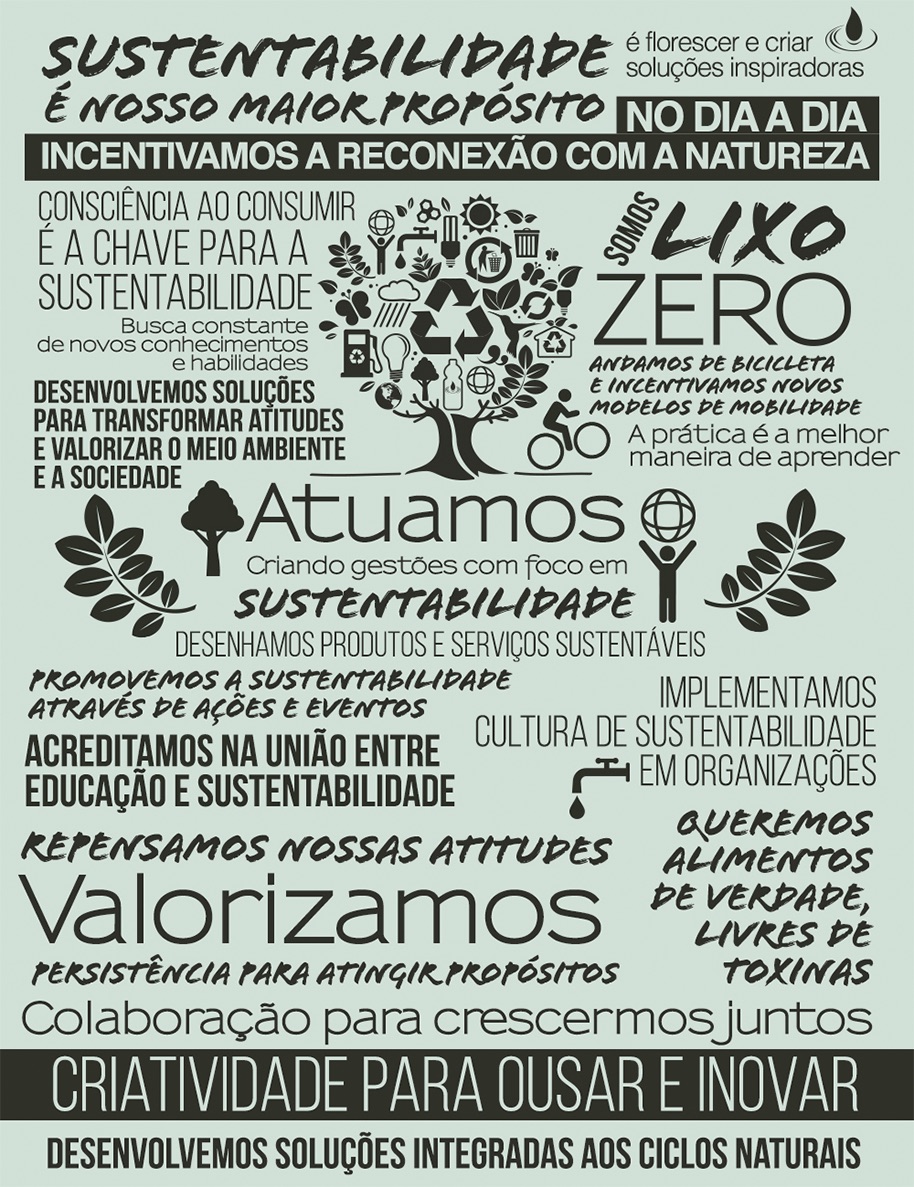 SUSTENTABILIDADE
É NOSSO MAIOR PROPÓSITO
é florescer e criar
soluções inspiradoras
NO DIA A DIA
INCENTIVAMOS A RECONEXÃO COM A NATUREZA
CONSCIÊNCIA AO CONSUMIR
É A CHAVE PARA A
SUSTENTABILIDADE
Busca constante
de novos conhecimentos
e habilidades
DESENVOLVEMOS SOLUÇÕES
PARA TRANSFORMAR ATITUDES
E VALORIZAR O MEIO AMBIENTE
E A SOCIEDADE
SOMOS
LIXO
ZERO
ANDAMOS DE BICICLETA
E INCENTIVAMOS NOVOS
MODELOS DE MOBILIDADE
A prática é a melhor
maneira de aprender
Atuamos
Criando gestões com foco em
SUSTENTABILIDADE
DESENHAMOS PRODUTOS E SERVIÇOS SUSTENTÁVEIS
PROMOVEMOS A SUSTENTABILIDADE
ATRAVÉS DE AÇÕES E EVENTOS
IMPLEMENTAMOS
CULTURA DE SUSTENTABILIDADE
EM ORGANIZAÇÕES
ACREDITAMOS NA UNIÃO ENTRE
EDUCAÇÃO E SUSTENTABILIDADE
REPENSAMOS NOSSAS ATITUDES
Valorizamos
PERSISTÊNCIA PARA ATINGIR PROPÓSITOS
QUEREMOS
ALIMENTOS
DE VERDADE,
LIVRES DE
TOXINAS
Colaboração para crescermos juntos
CRIATIVIDADE PARA OUSAR E INOVAR
DESENVOLVEMOS SOLUÇÕES INTEGRADAS AOS CICLOS NATURAIS